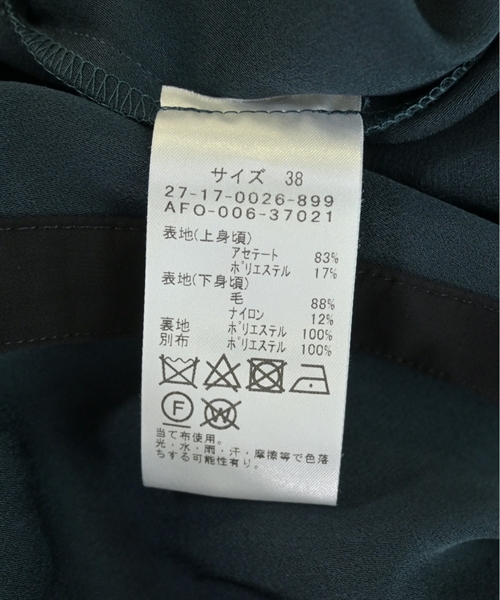 サイズ 38
27-17-0026-899
AFO-006-37021
表地(上身頃)
アセテート 83%
ポリエステル 17%
表地(下身頃)
毛 88%
ナイロン 12%
裏地 ポリエステル 100%
別布 ポリエステル 100%
F W
当て布使用。
光・水・雨・汗・摩擦等で色落
ちする可能性有り。